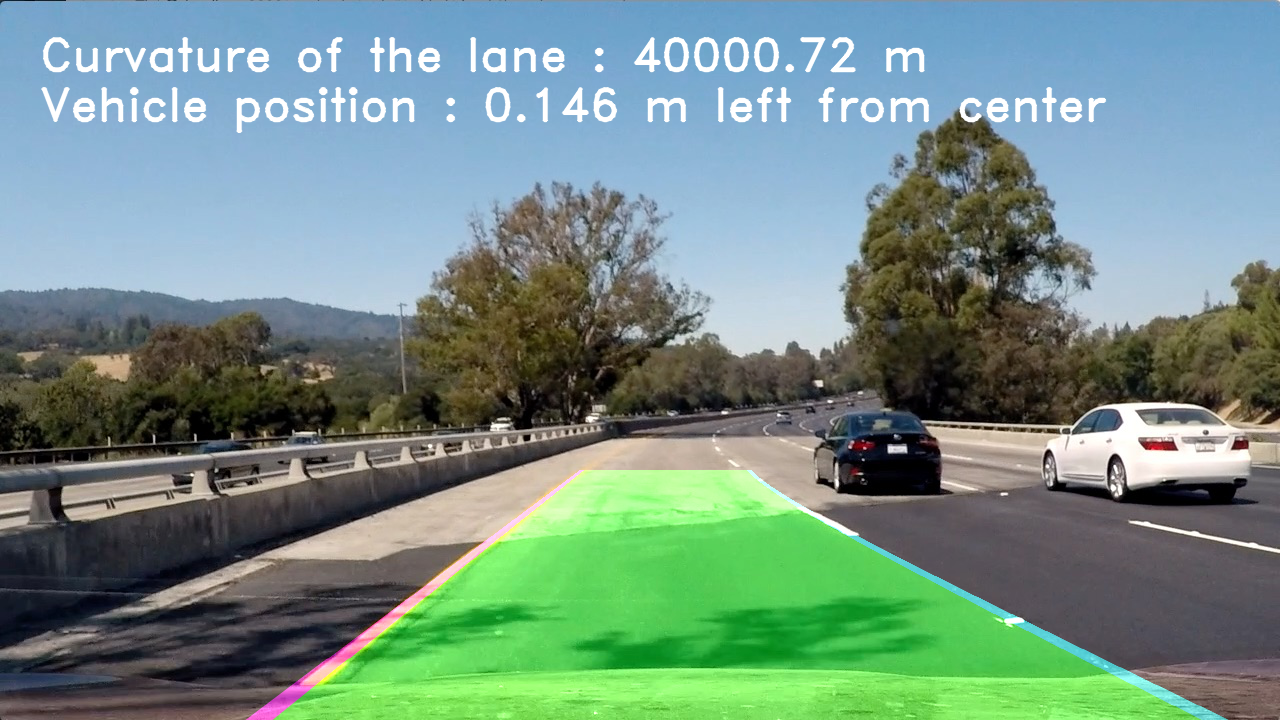 Curvature of the lane : 40000.72 m
Vehicle position : 0.146 m left from center